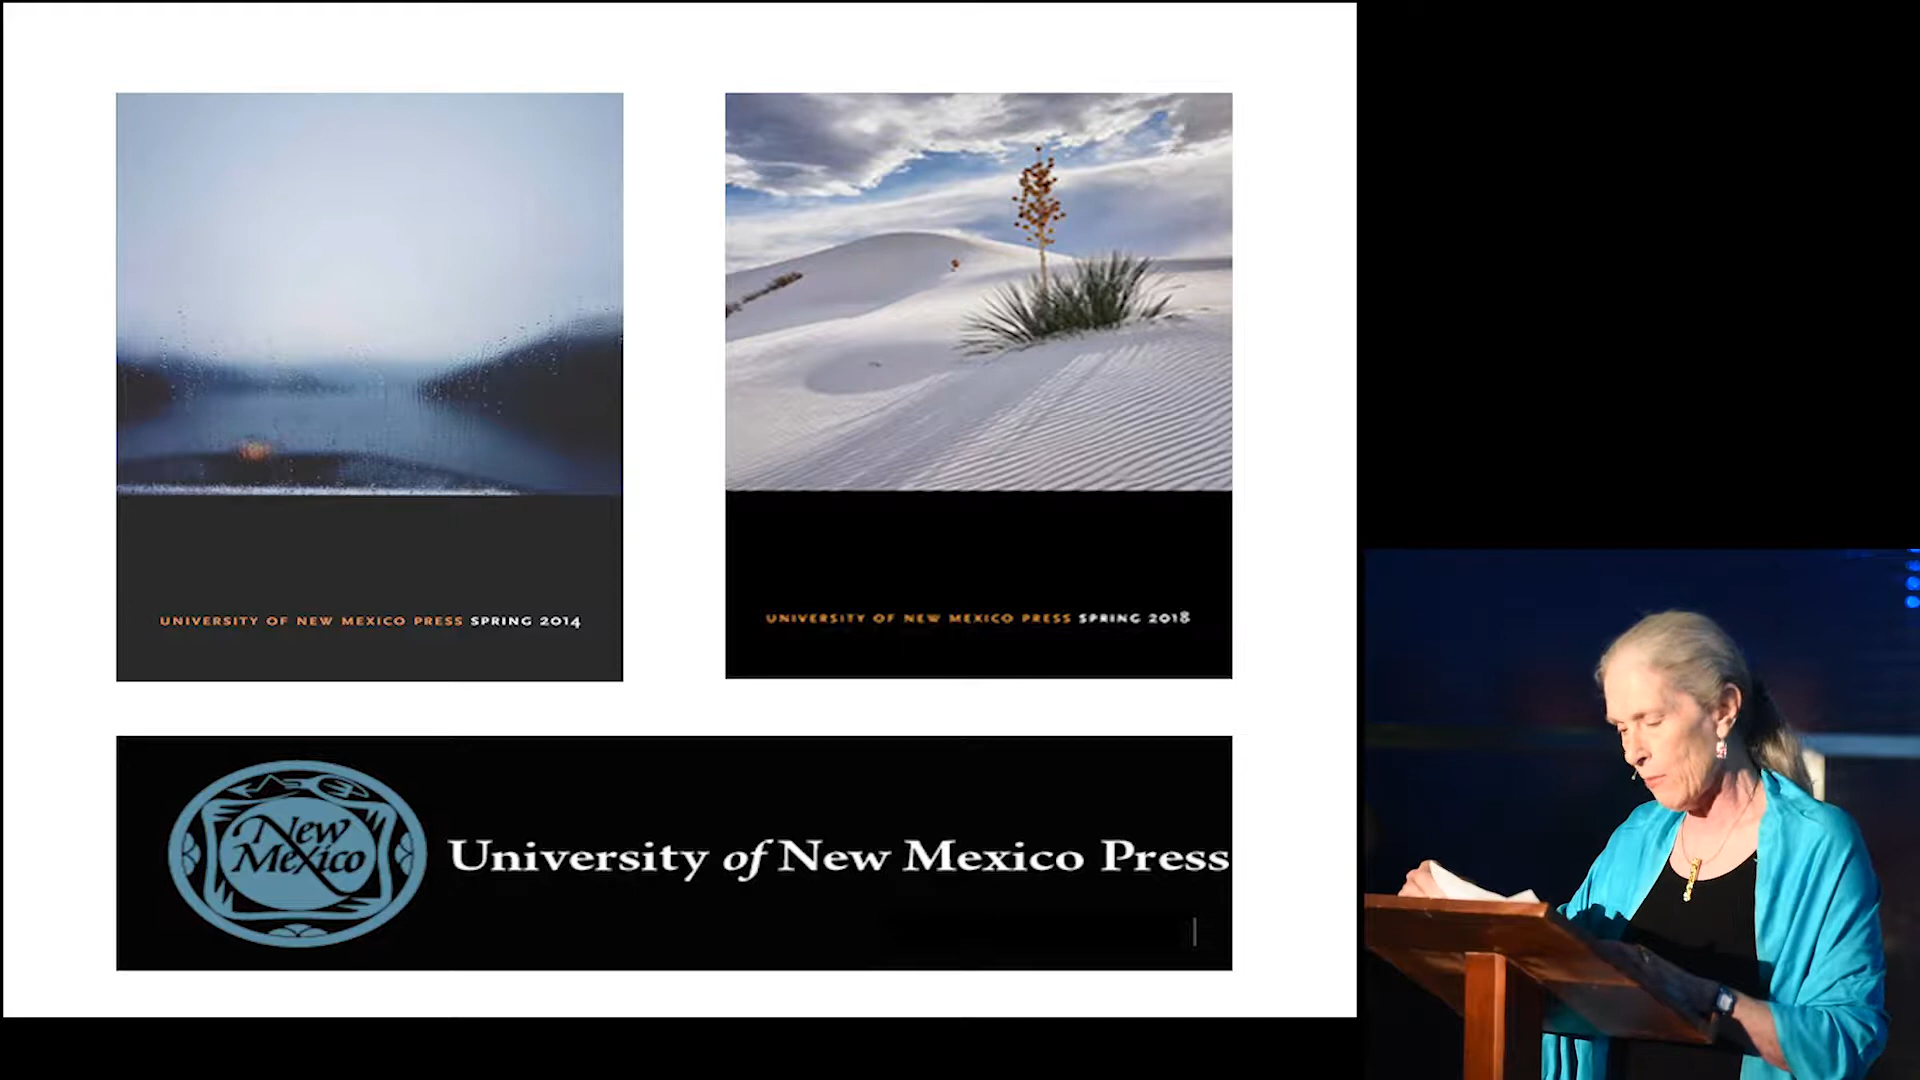 UNIVERSITY OF NEW MEXICO PRESS SPRING 2014
UNIVERSITY OF NEW MEXICO PRESS SPRING 2018
New
Mexico
University of New Mexico Press